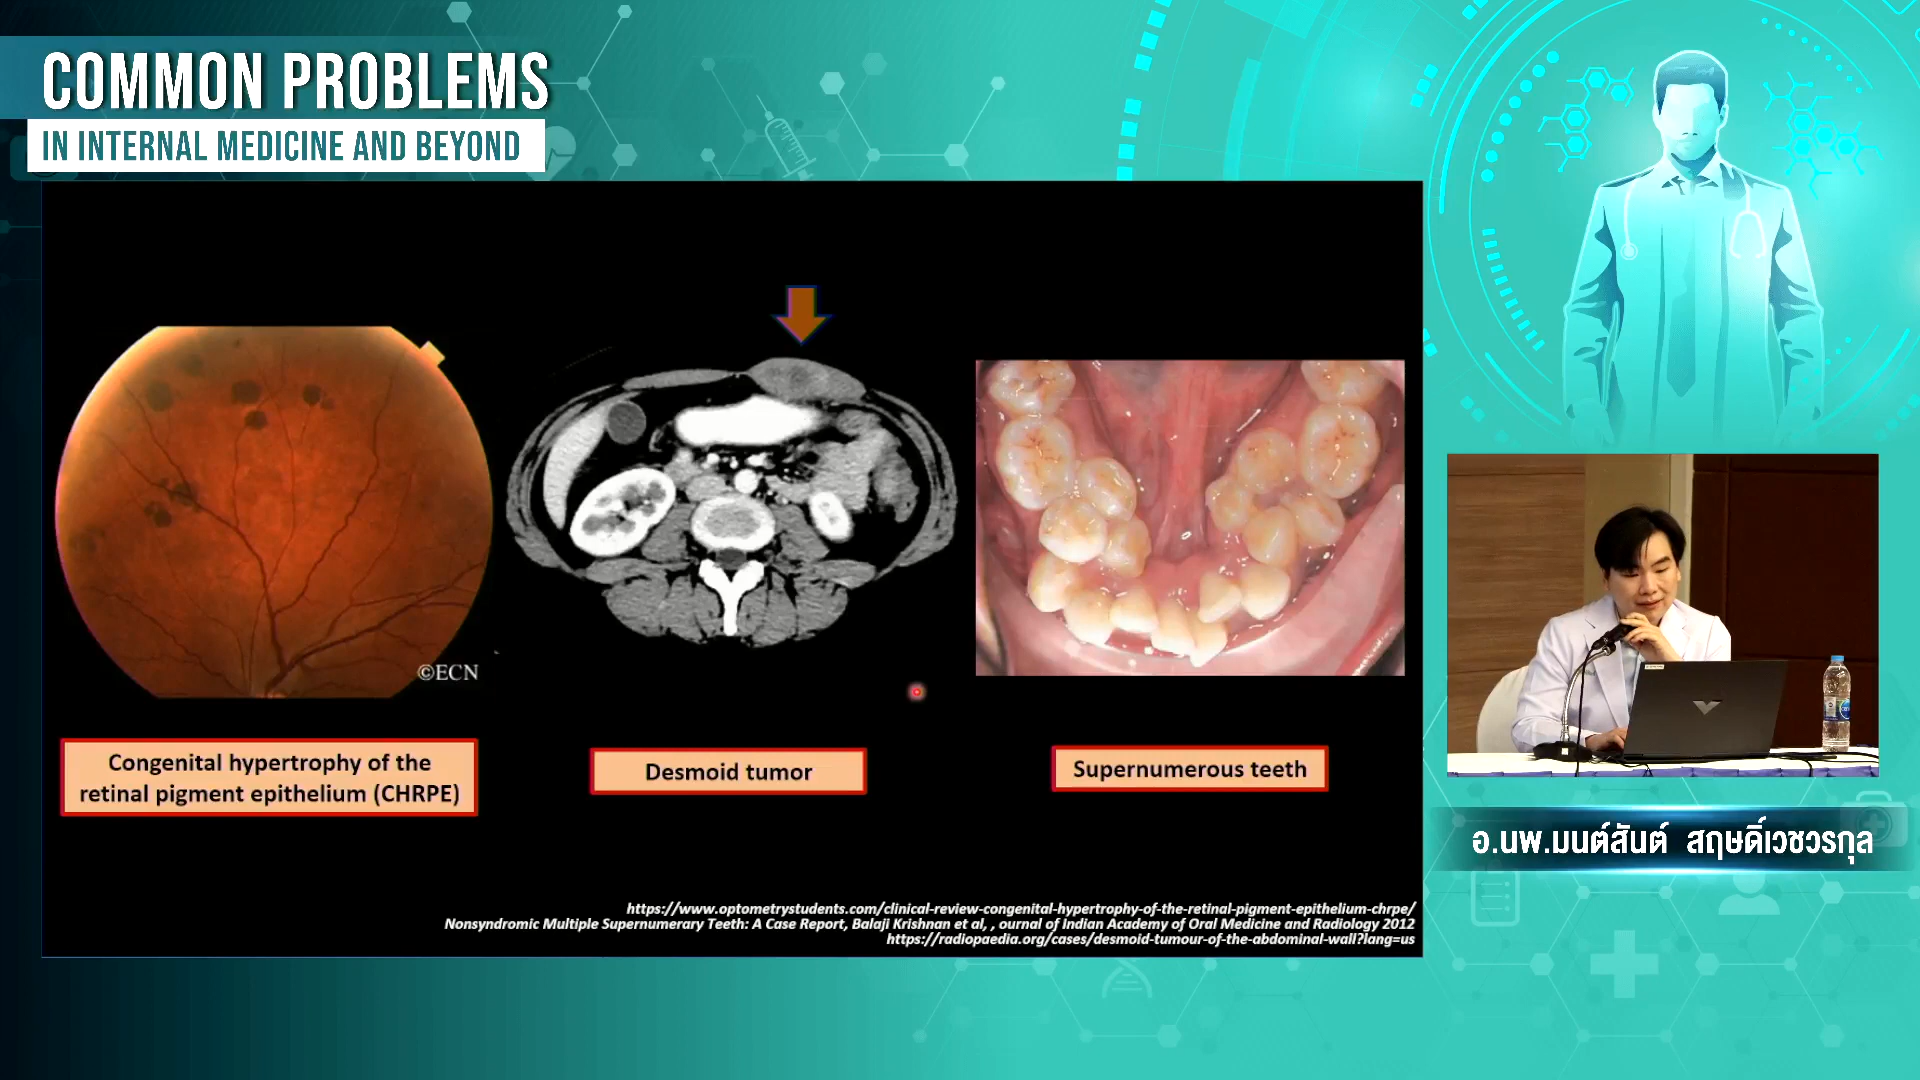 COMMON PROBLEMS
IN INTERNAL MEDICINE AND BEYOND
©ECN
Congenital hypertrophy of the
retinal pigment epithelium (CHRPE)
Desmoid tumor
Supernumerous teeth
https://www.optometrystudents.com/clinical-review-congenital-hypertrophy-of-the-retinal-pigment-epithelium-chrpe/
Nonsyndromic Multiple Supernumerary Teeth: A Case Report, Balaji Krishnan et al, , ournal of Indian Academy of Oral Medicine and Radiology 2012
https://radiopaedia.org/cases/desmoid-tumour-of-the-abdominal-wall?lang=us
อ.นพ.มนต์สันต์ สฤษดิ์เวชวรกุล